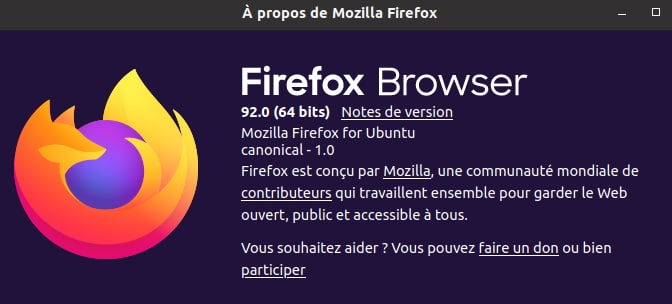 À propos de Mozilla Firefox
Firefox Browser
92.0 (64 bits) Notes de version
Mozilla Firefox for Ubuntu
canonical - 1.0
Firefox est conçu par Mozilla, une communauté mondiale de
contributeurs qui travaillent ensemble pour garder le Web
ouvert, public et accessible à tous.
Vous souhaitez aider ? Vous pouvez faire un don ou bien
participer